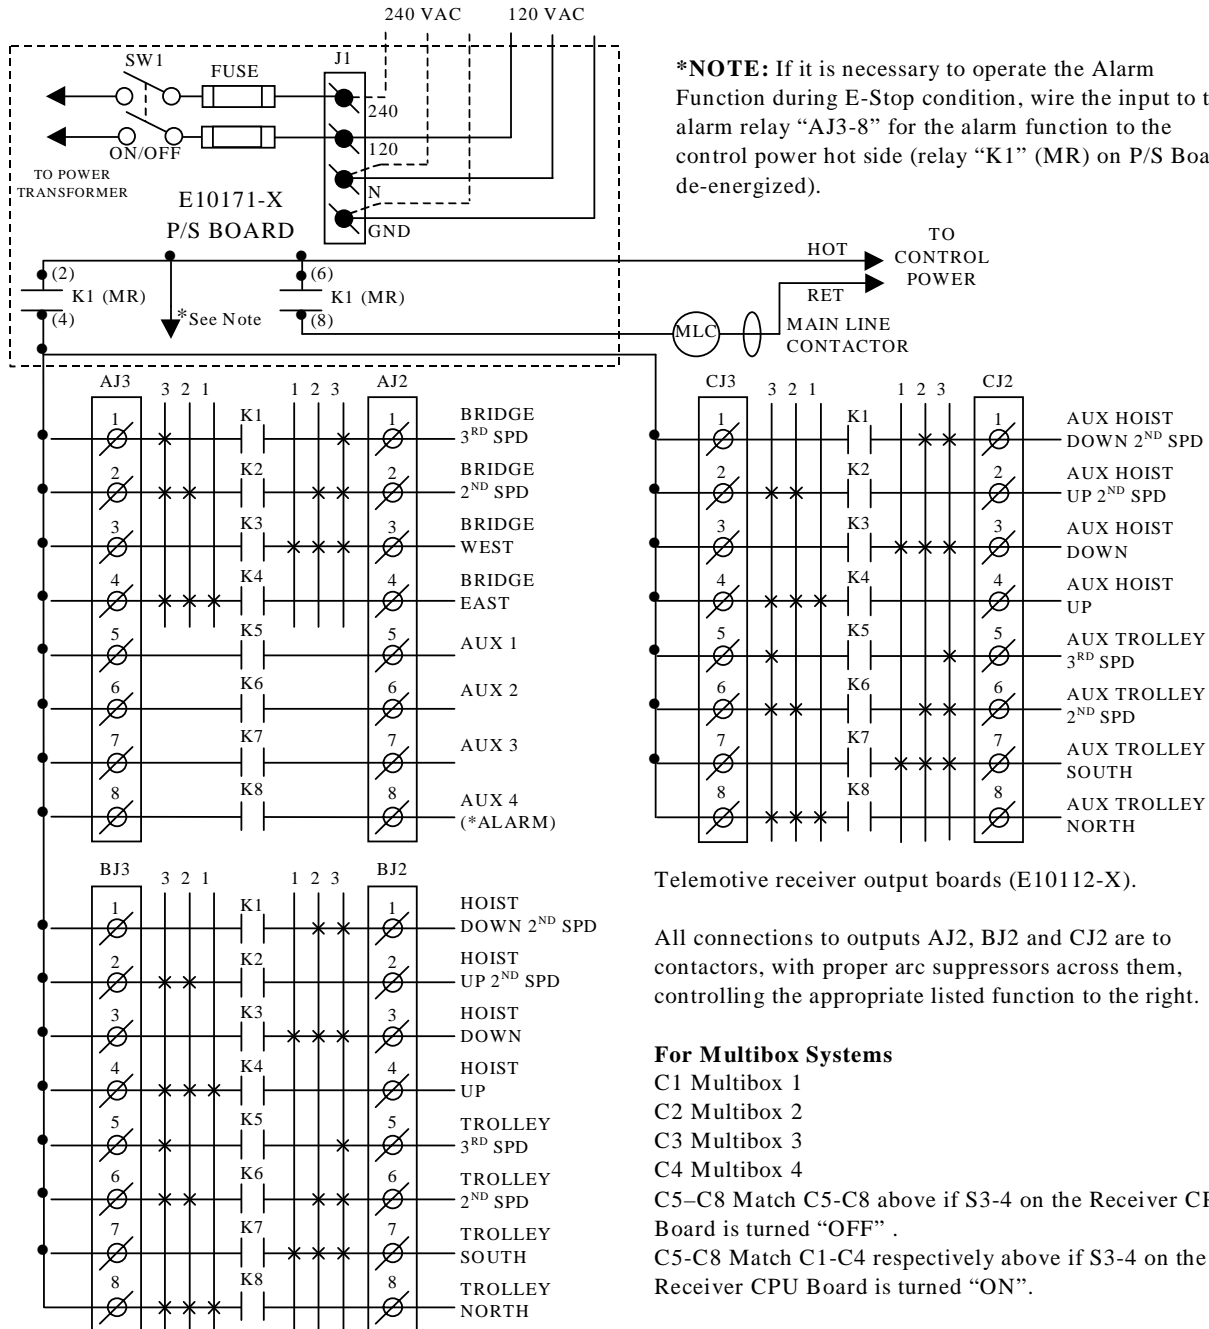 240 VAC 120 VAC
SW1
FUSE
J1
240
120
N
GND
ON/OFF
TO POWER
TRANSFORMER
E10171-X
P/S BOARD
*NOTE: If it is necessary to operate the Alarm
Function during E-Stop condition, wire the input to
alarm relay “AJ3-8” for the alarm function to the
control power hot side (relay “K1” (MR) on P/S
de-energized).
(2)
K1 (MR)
(4)
*See Note
(6)
K1 (MR)
(8)
HOT
RET
TO
CONTROL
POWER
MLC
MAIN LINE
CONTACTOR
AJ3 3 2 1 1 2 3 AJ2
1 K1 1 BRIDGE
3RD SPD
2 K2 2 BRIDGE
2ND SPD
3 K3 3 BRIDGE
WEST
4 K4 4 BRIDGE
EAST
5 K5 5 AUX 1
6 K6 6 AUX 2
7 K7 7 AUX 3
8 K8 8 AUX 4
(*ALARM)
CJ3 3 2 1 1 2 3 CJ2
1 K1 1 AUX HOIST
DOWN 2ND SPD
2 K2 2 AUX HOIST
UP 2ND SPD
3 K3 3 AUX HOIST
DOWN
4 K4 4 AUX HOIST
UP
5 K5 5 AUX TROLLEY
3RD SPD
6 K6 6 AUX TROLLEY
2ND SPD
7 K7 7 AUX TROLLEY
SOUTH
8 K8 8 AUX TROLLEY
NORTH
BJ3 3 2 1 1 2 3 BJ2
1 K1 1 HOIST
DOWN 2ND SPD
2 K2 2 HOIST
UP 2ND SPD
3 K3 3 HOIST
DOWN
4 K4 4 HOIST
UP
5 K5 5 TROLLEY
3RD SPD
6 K6 6 TROLLEY
2ND SPD
7 K7 7 TROLLEY
SOUTH
8 K8 8 TROLLEY
NORTH
Telemotive receiver output boards (E10112-X).
All connections to outputs AJ2, BJ2 and CJ2 are to
contactors, with proper arc suppressors across them,
controlling the appropriate listed function to the right.
For Multibox Systems
C1 Multibox 1
C2 Multibox 2
C3 Multibox 3
C4 Multibox 4
C5–C8 Match C5-C8 above if S3-4 on the Receiver
Board is turned “OFF” .
C5-C8 Match C1-C4 respectively above if S3-4 on the
Receiver CPU Board is turned “ON”.